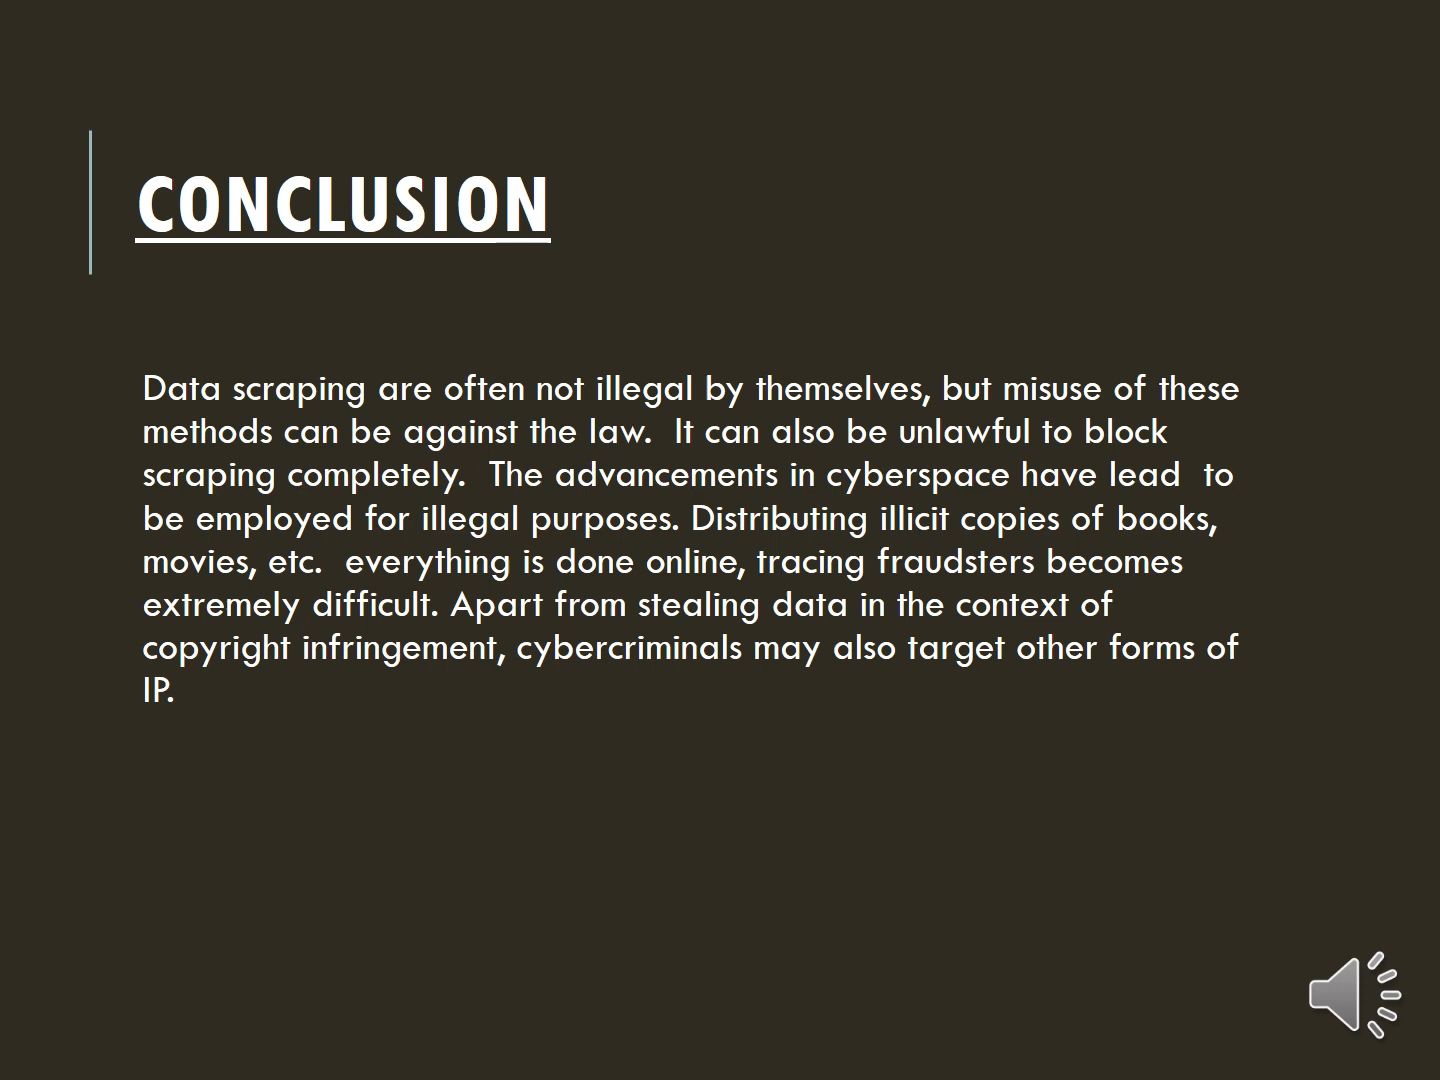 CONCLUSION
Data scraping are often not illegal by themselves, but misuse of these
methods can be against the law.  It can also be unlawful to block
scraping completely.  The advancements in cyberspace have lead  to
be employed for illegal purposes. Distributing illicit copies of books,
movies, etc.  everything is done online, tracing fraudsters becomes
extremely difficult. Apart from stealing data in the context of
copyright infringement, cybercriminals may also target other forms of
IP.